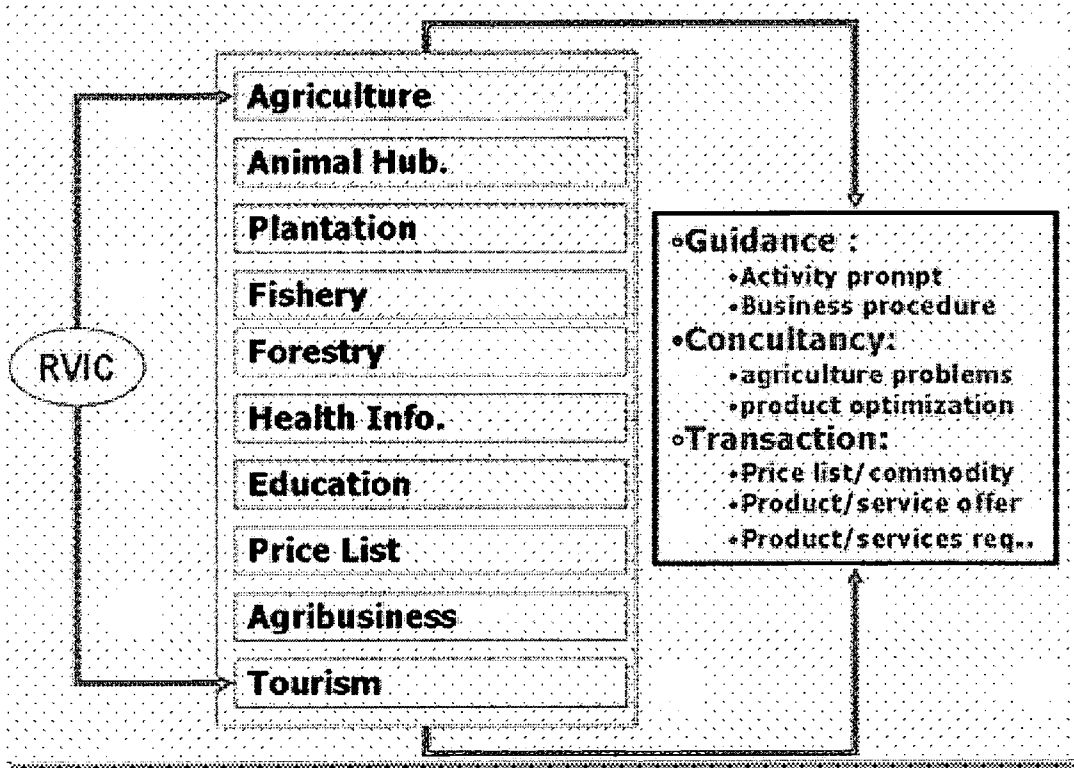 RVIC
Agriculture
Animal Hub.
Plantation
Fishery
Forestry
Health Info.
Education
Price List
Agribusiness
Tourism
∘Guidance :
•Activity prompt
•Business procedure
•Concultancy:
•agriculture problems
•product optimization
∘Transaction:
•Price list/commodity
•Product/service offer
•Product/services req..